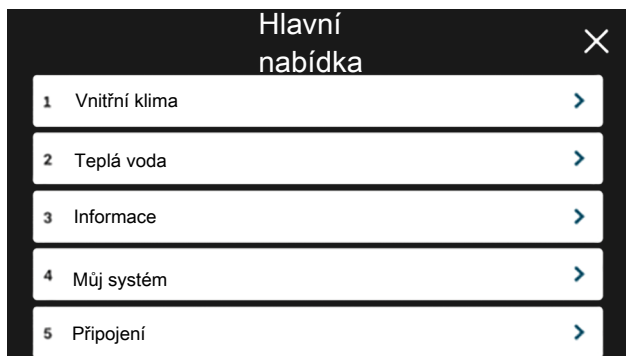 Hlavní
nabídka
1 Vnitřní klima
2 Teplá voda
3 Informace
4 Můj systém
5 Připojení